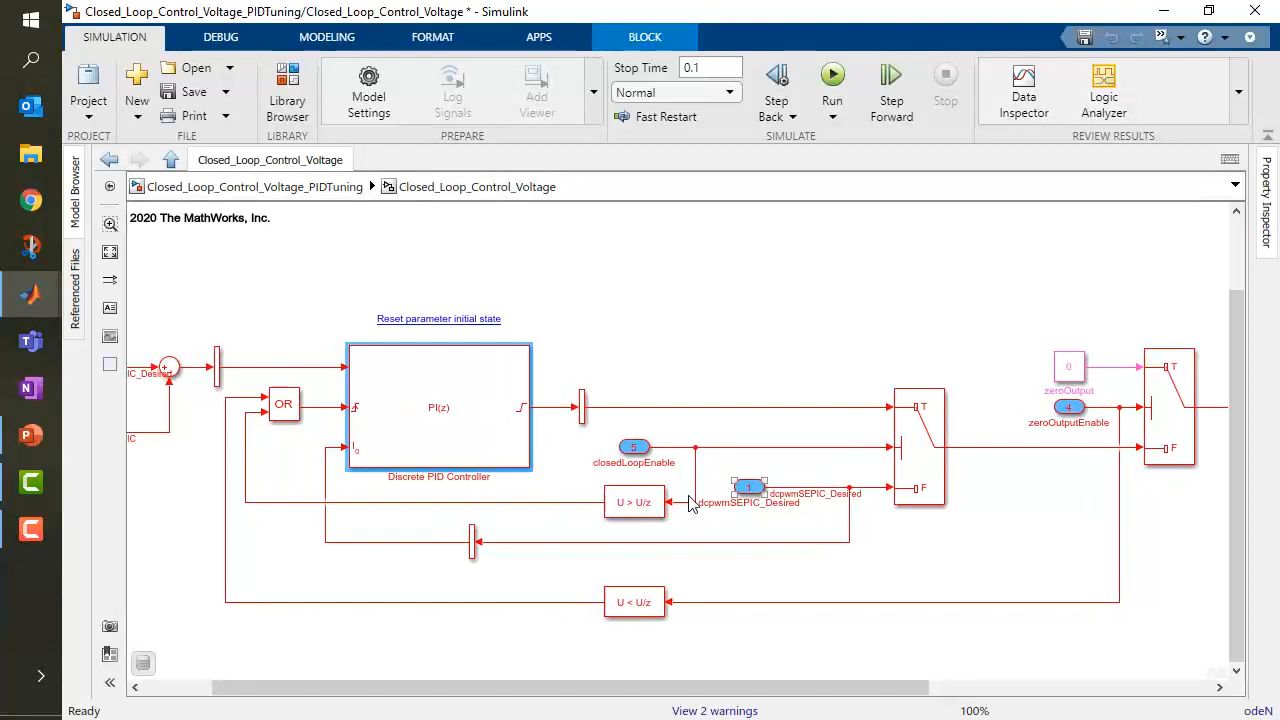 Closed_Loop_Control_Voltage_PIDTuning/Closed_Loop_Control_Voltage * - Simulink
SIMULATION
DEBUG
MODELING
FORMAT
APPS
BLOCK
Project
New
Open
Save
Print
Library Browser
Model Settings
Log Signals
Add Viewer
Stop Time 0.1
Normal
Fast Restart
Step Back
Run
Step Forward
Stop
Data Inspector
Logic Analyzer
PROJECT
FILE
LIBRARY
PREPARE
SIMULATE
REVIEW RESULTS
Model Browser
Referenced Files
Property Inspector
Closed_Loop_Control_Voltage
Closed_Loop_Control_Voltage_PIDTuning
Closed_Loop_Control_Voltage
2020 The MathWorks, Inc.
Reset parameter initial state
IC_Desired
IC
OR
PI(z)
I0
Discrete PID Controller
5
closedLoopEnable
1
dcpwmSEPIC_Desired
dcpwmSEPIC_Desired
U > U/z
U < U/z
T
F
0
zeroOutput
4
zeroOutputEnable
T
F
Ready
View 2 warnings
100%
odeN